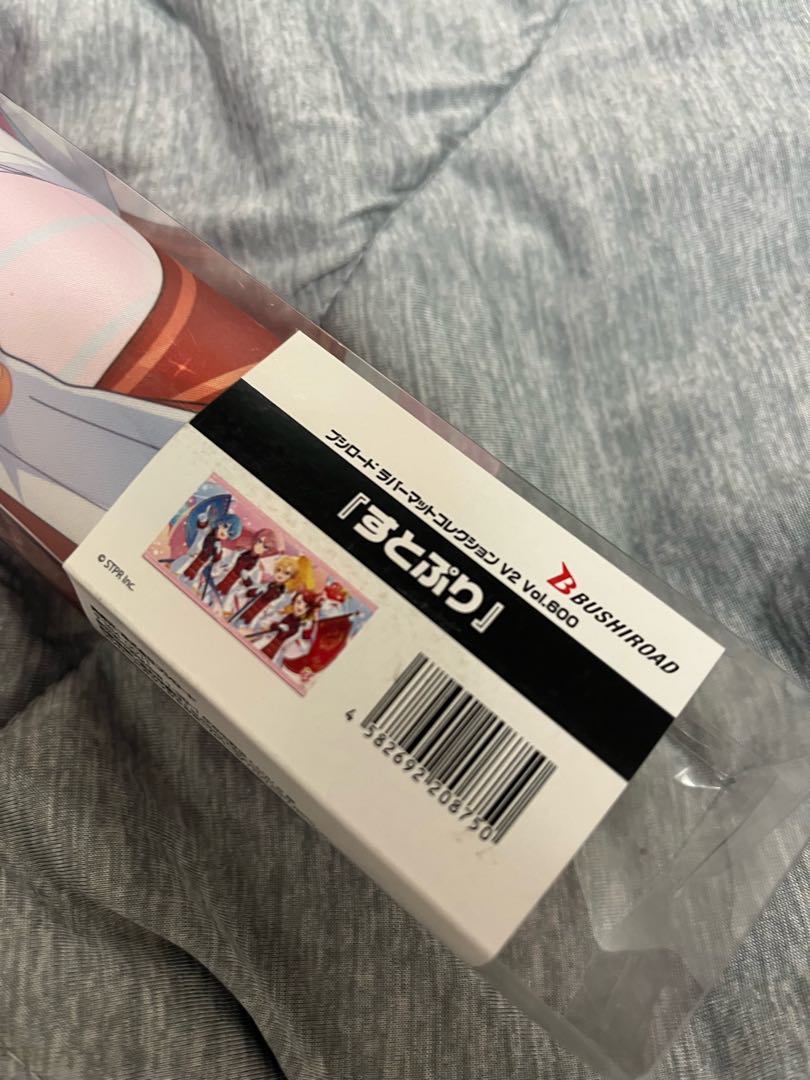 BUSHIROAD
ブシロード ラバーマットコレクション V2 Vol.600
『すとぷり』
© STPR Inc.
4 582692 208750